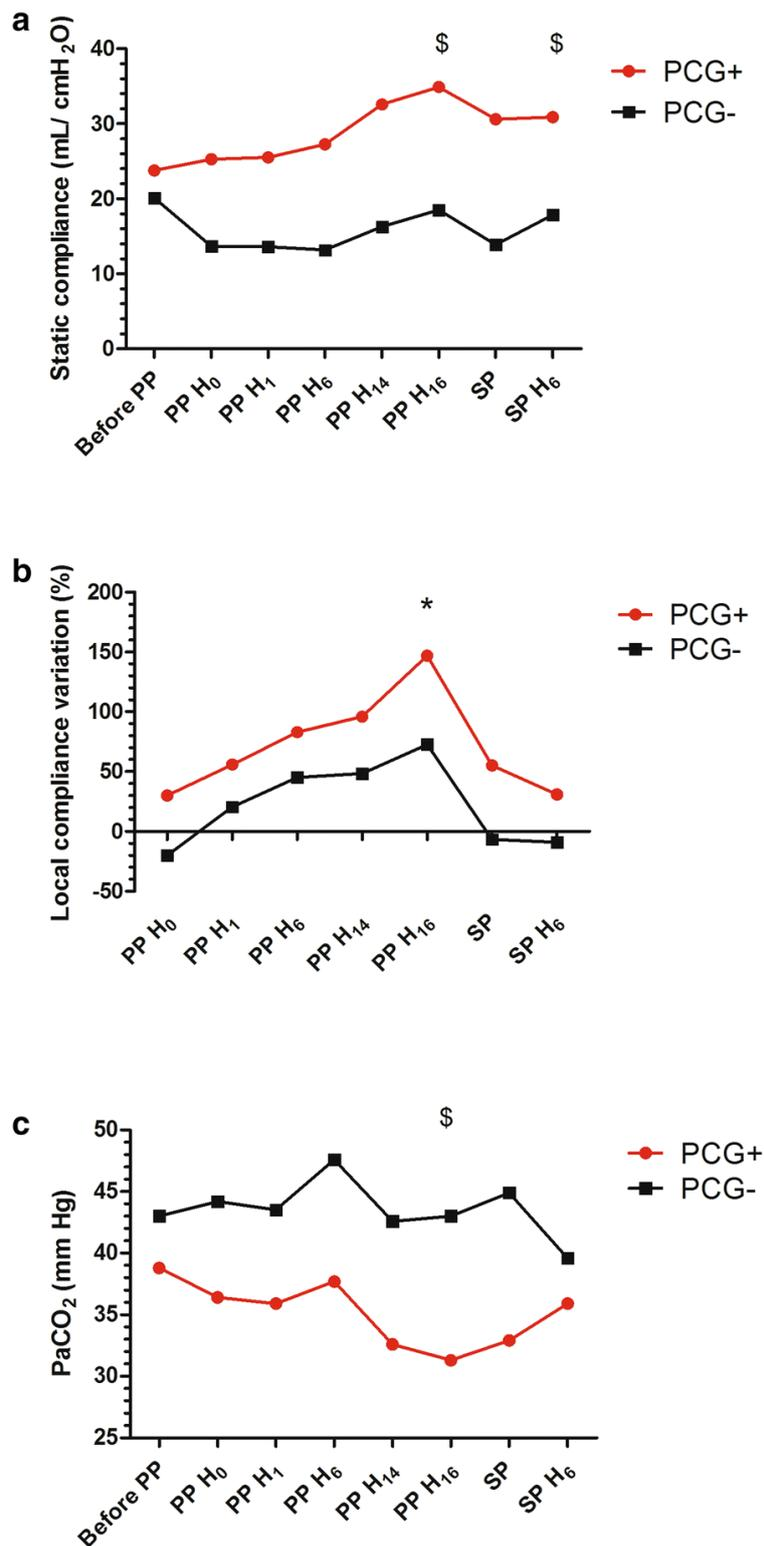 a
Static compliance (mL/ cmH₂O)
40
30
20
10
0
$ $
PCG+
PCG-
Before PP
PP H₀
PP H₁
PP H₆
PP H₁₄
PP H₁₆
SP
SP H₆
b
Local compliance variation (%)
200
150
100
50
0
-50
*
PCG+
PCG-
PP H₀
PP H₁
PP H₆
PP H₁₄
PP H₁₆
SP
SP H₆
c
PaCO₂ (mm Hg)
50
45
40
35
30
25
$
PCG+
PCG-
Before PP
PP H₀
PP H₁
PP H₆
PP H₁₄
PP H₁₆
SP
SP H₆